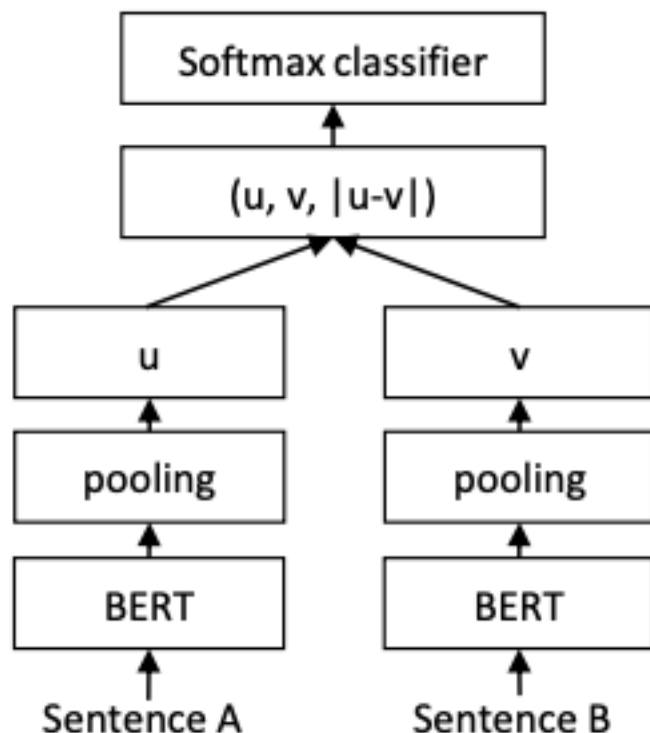 Softmax classifier
(u, v, |u-v|)
u
v
pooling
pooling
BERT
BERT
Sentence A
Sentence B